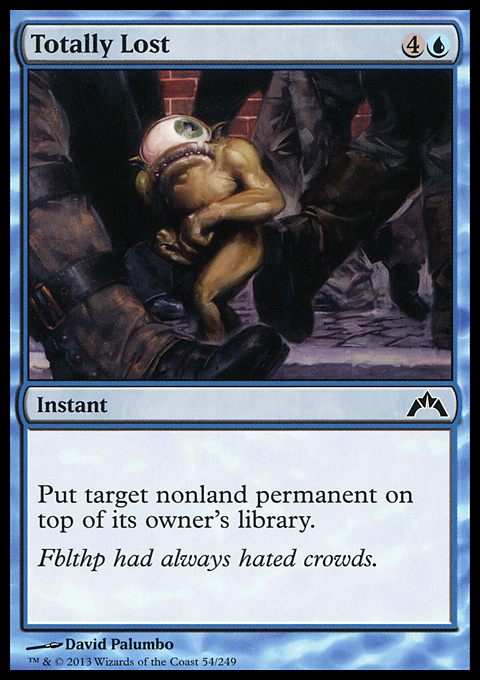 Totally Lost 4
Instant
Put target nonland permanent on
top of its owner's library.
Fblthp had always hated crowds.
David Palumbo
™ & © 2013 Wizards of the Coast 54/249